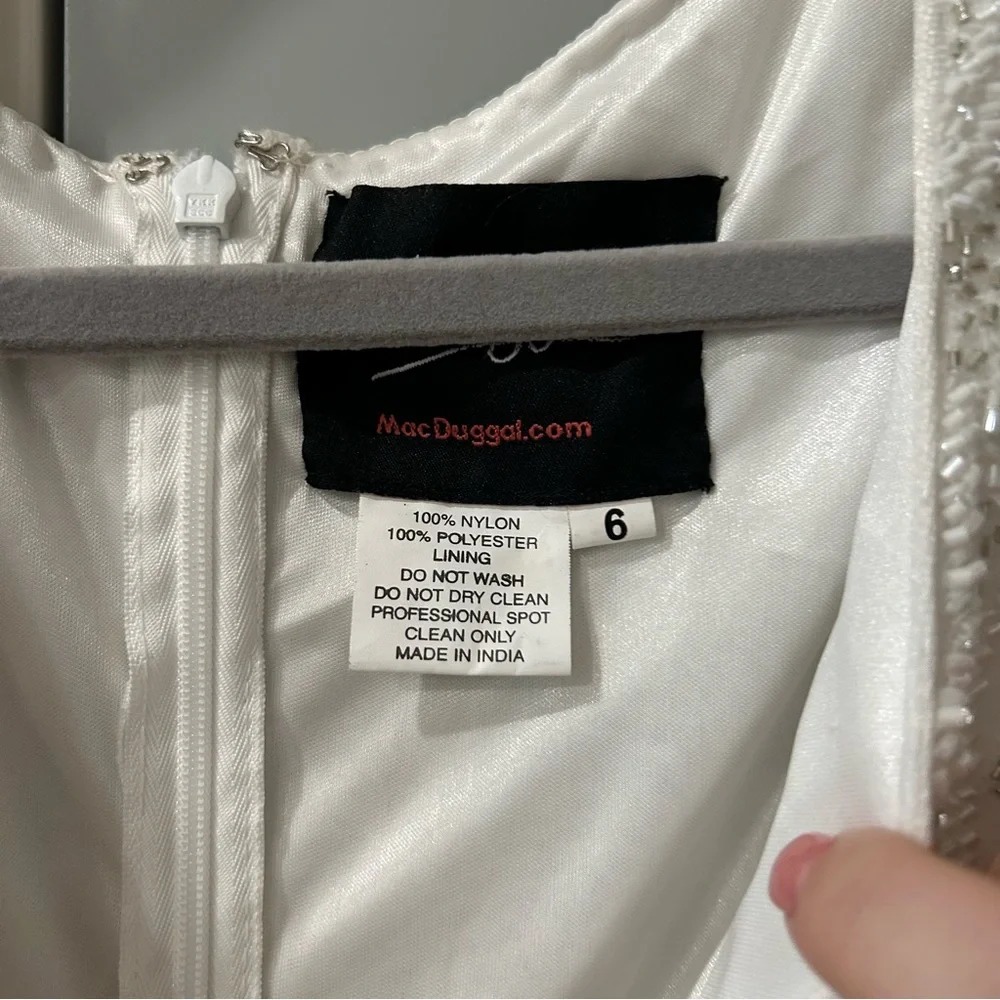 YKK
MacDuggal.com
100% NYLON
100% POLYESTER
LINING
DO NOT WASH
DO NOT DRY CLEAN
PROFESSIONAL SPOT
CLEAN ONLY
MADE IN INDIA
6